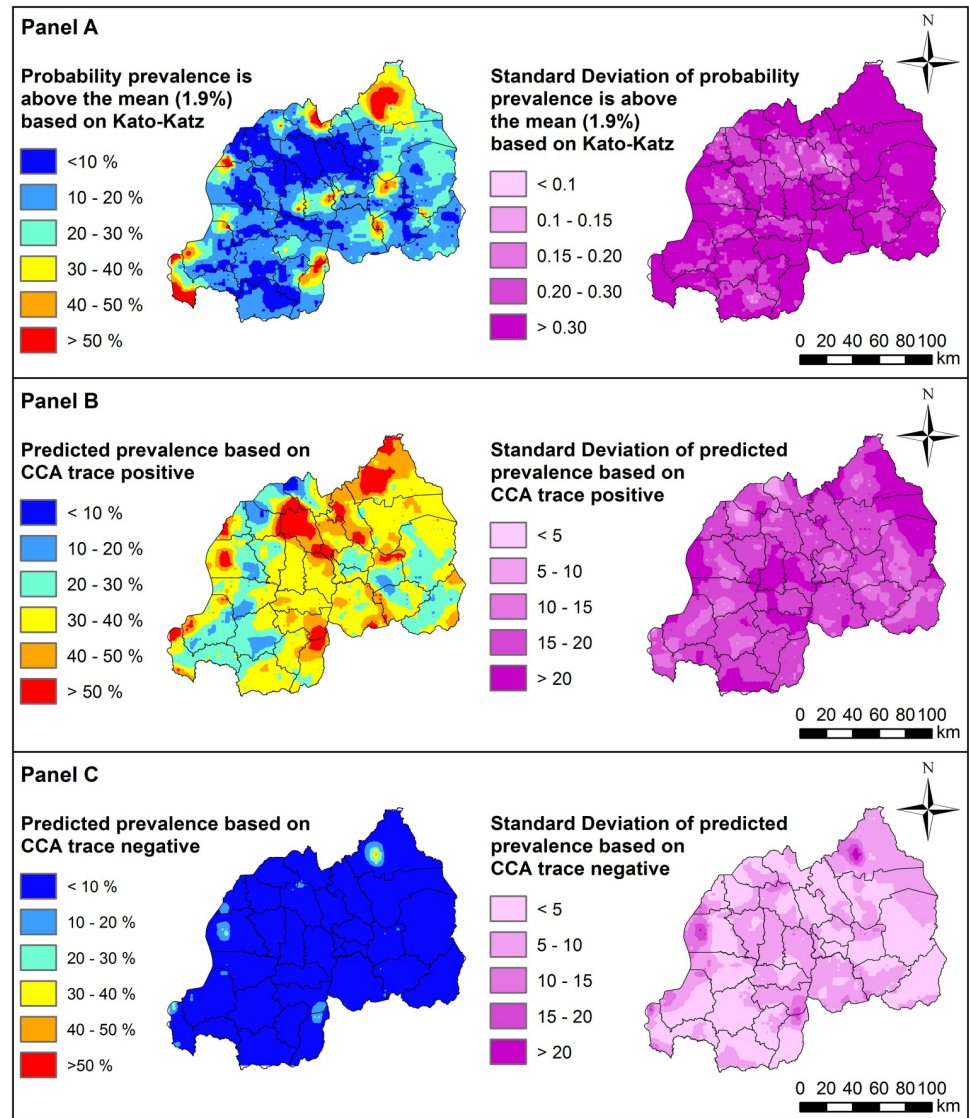 Panel A
Probability prevalence is
above the mean (1.9%)
based on Kato-Katz
<10 %
10 - 20 %
20 - 30 %
30 - 40 %
40 - 50 %
> 50 %
Standard Deviation of probability
prevalence is above
the mean (1.9%)
based on Kato-Katz
< 0.1
0.1 - 0.15
0.15 - 0.20
0.20 - 0.30
> 0.30
N
0 20 40 60 80 100
km
Panel B
Predicted prevalence based on
CCA trace positive
< 10 %
10 - 20 %
20 - 30 %
30 - 40 %
40 - 50 %
> 50 %
Standard Deviation of predicted
prevalence based on
CCA trace positive
< 5
5 - 10
10 - 15
15 - 20
> 20
N
0 20 40 60 80 100
km
Panel C
Predicted prevalence based on
CCA trace negative
< 10 %
10 - 20 %
20 - 30 %
30 - 40 %
40 - 50 %
>50 %
Standard Deviation of predicted
prevalence based on
CCA trace negative
< 5
5 - 10
10 - 15
15 - 20
> 20
N
0 20 40 60 80 100
km